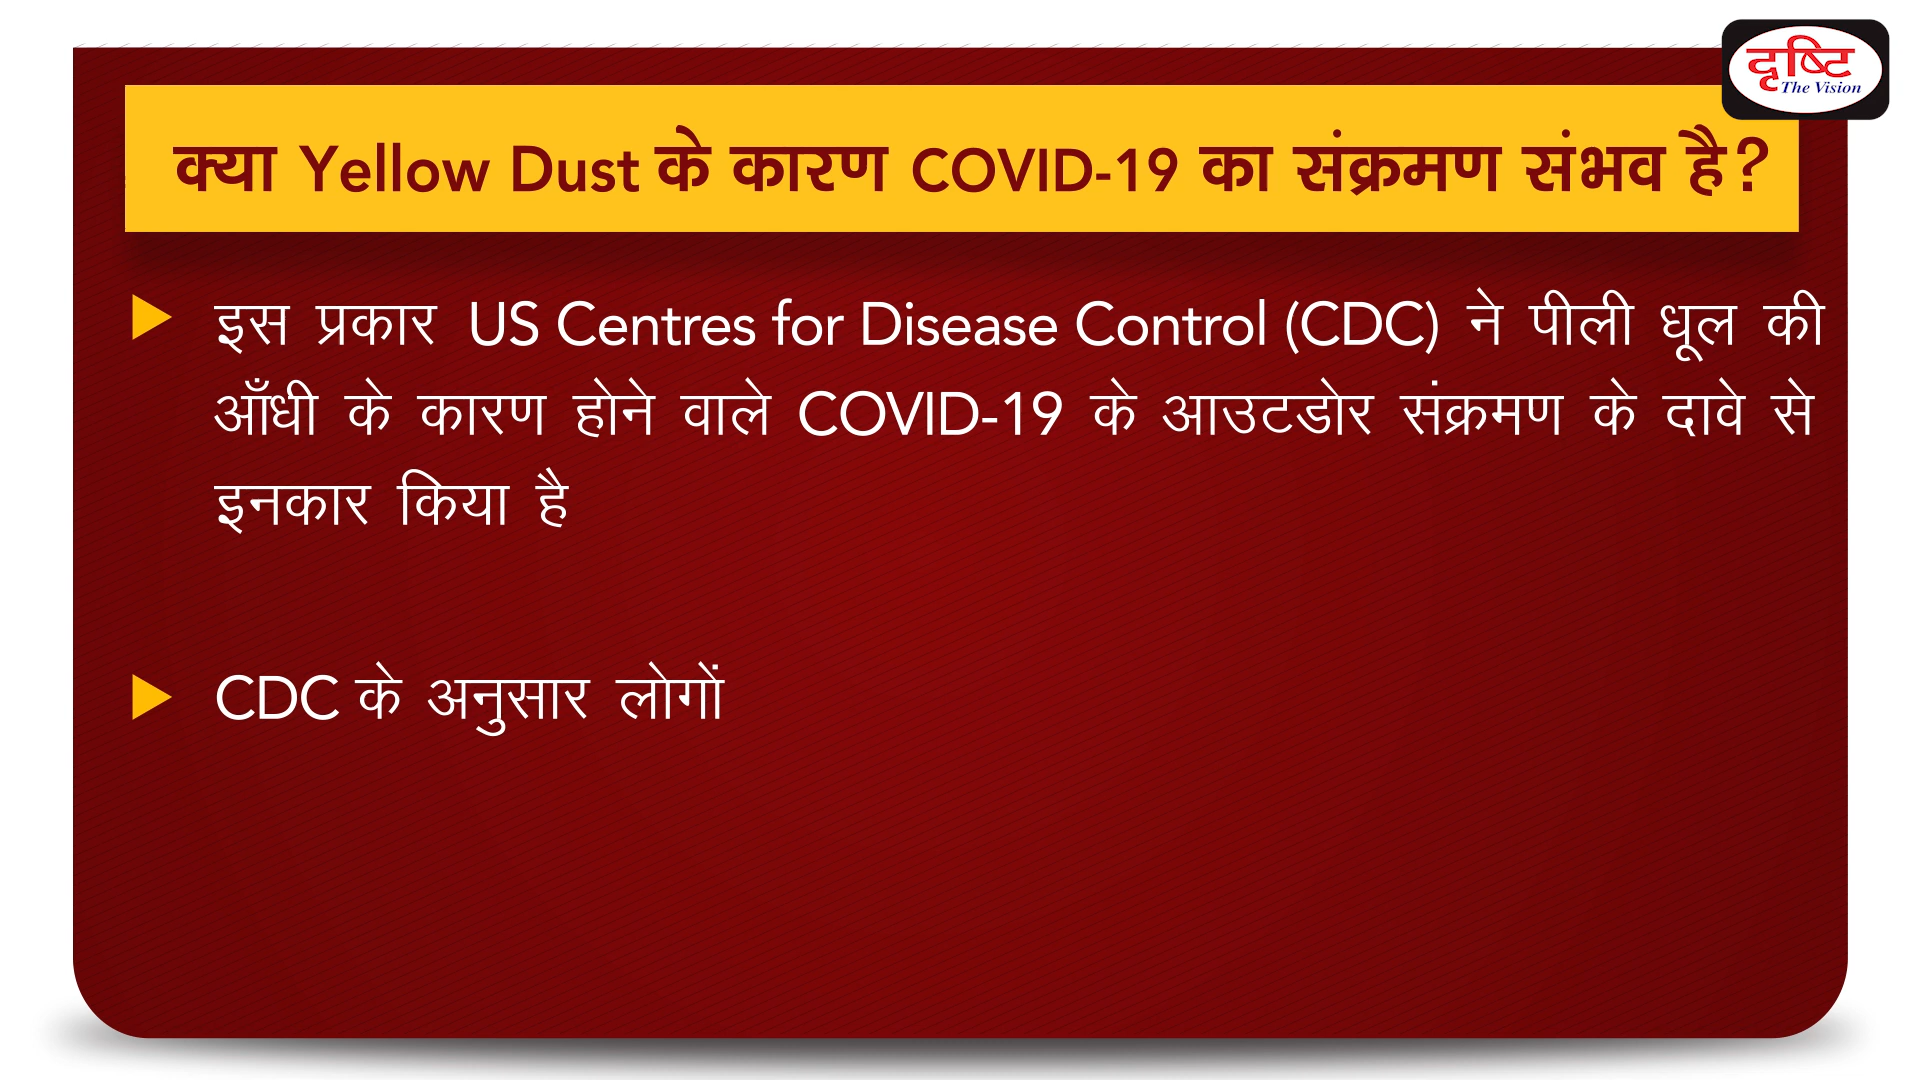 दृष्टि
The Vision
क्या Yellow Dust के कारण COVID-19 का संक्रमण संभव है?
इस प्रकार US Centres for Disease Control (CDC) ने पीली धूल की
आँधी के कारण होने वाले COVID-19 के आउटडोर संक्रमण के दावे से
इनकार किया है
CDC के अनुसार लोगों